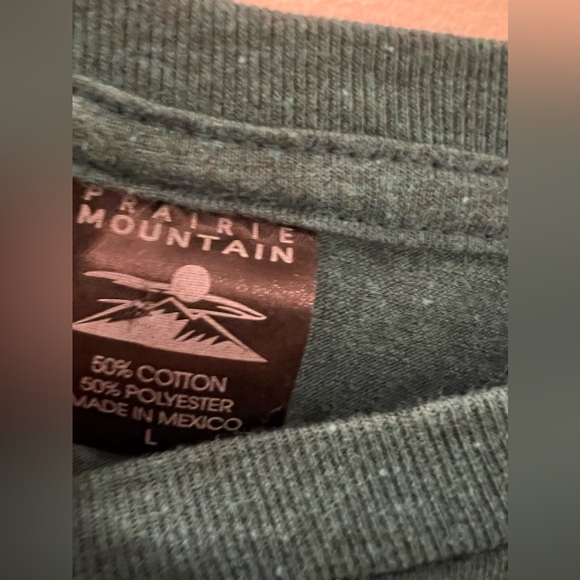 PRAIRIE
MOUNTAIN
50% COTTON
50% POLYESTER
MADE IN MEXICO
L